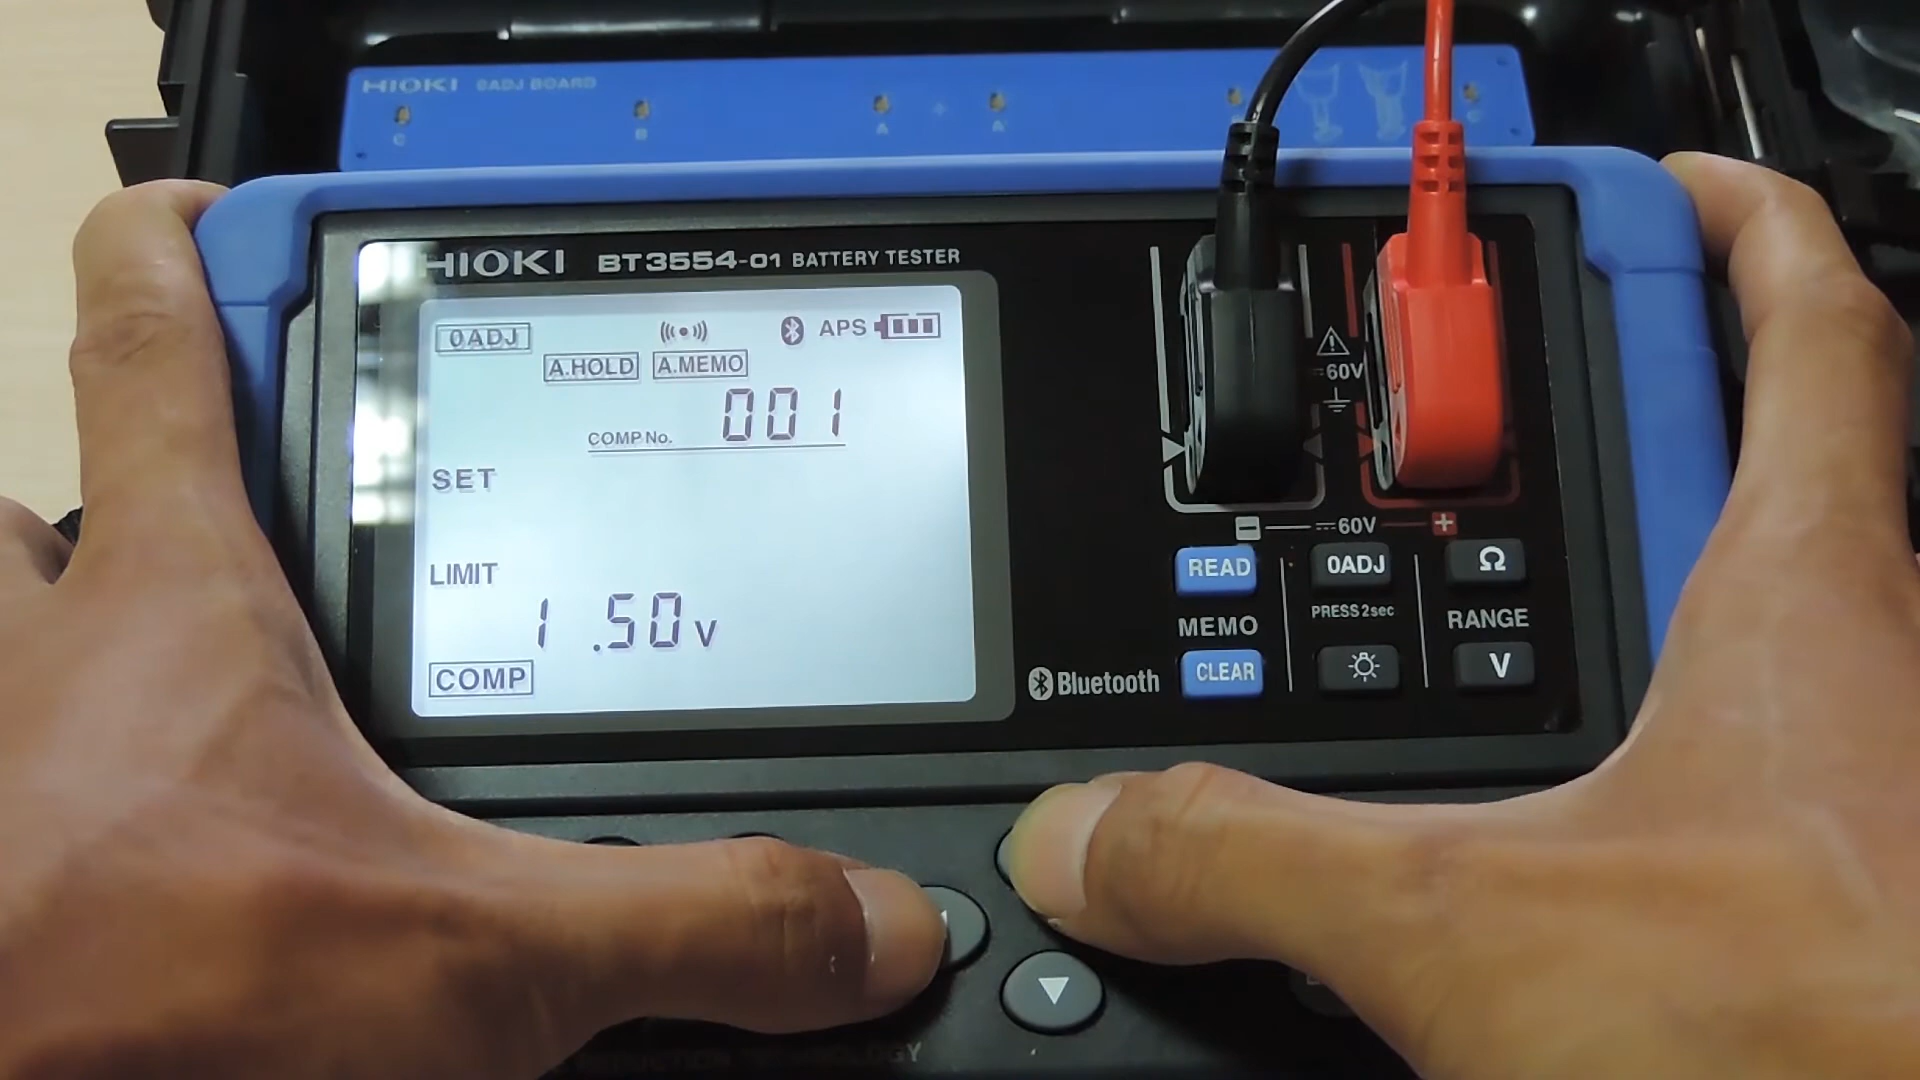 HIOKI 0ADJ BOARD
C B A A C
HIOKI BT3554-01 BATTERY TESTER
0ADJ APS
A.HOLD A.MEMO
COMP No. 001
SET
LIMIT
1.50 V
COMP
⎓60V
⎓60V
READ 0ADJ Ω
PRESS 2sec
MEMO RANGE
CLEAR V
Bluetooth